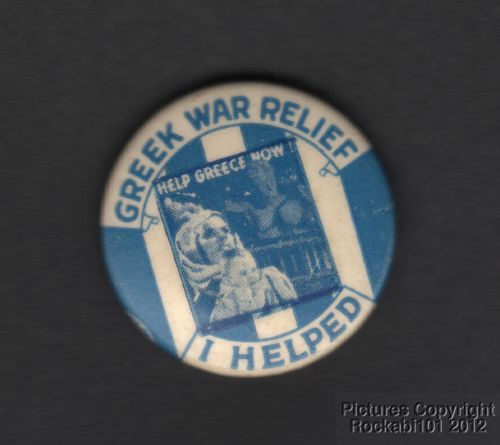 GREEK WAR RELIEF
HELP GREECE NOW!
I HELPED
Pictures Copyright
Rockabi101 2012